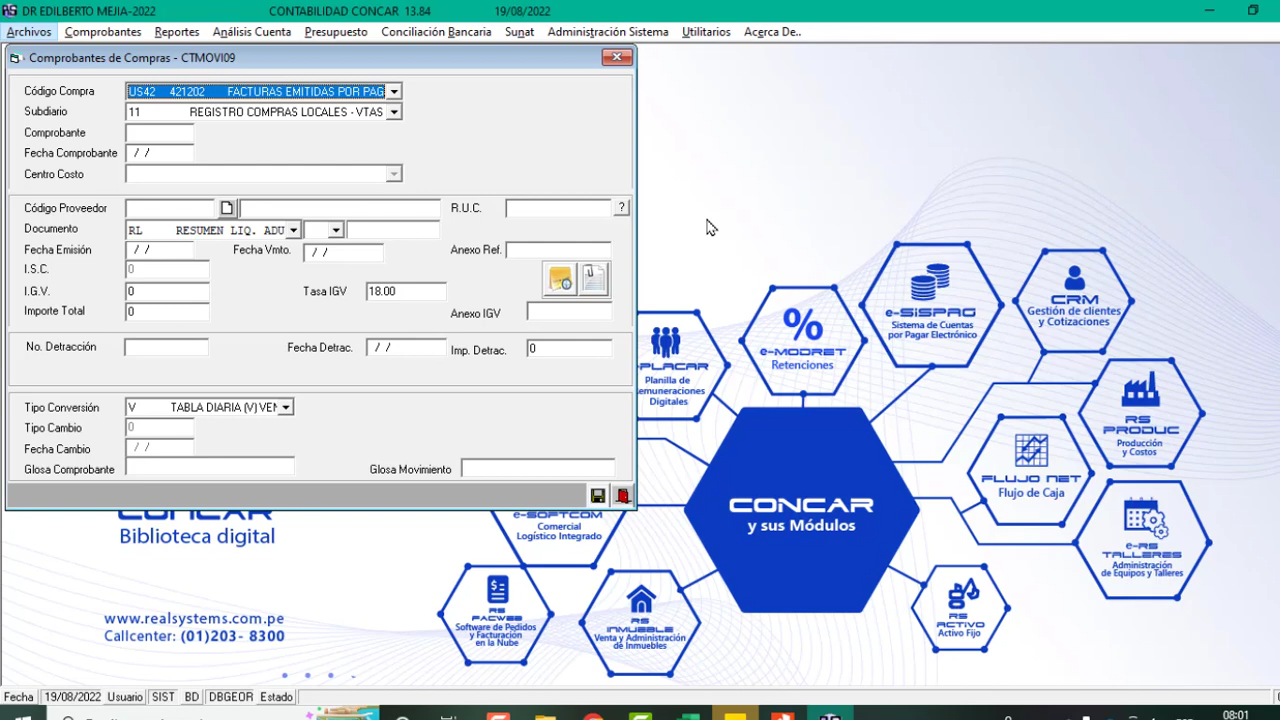 DR EDILBERTO MEJIA-2022 CONTABILIDAD CONCAR 13.84 19/08/2022
Archivos Comprobantes Reportes Análisis Cuenta Presupuesto Conciliación Bancaria Sunat Administración Sistema Utilitarios Acerca De..
Comprobantes de Compras - CTMOVI09
Código Compra US42 421202 FACTURAS EMITIDAS POR PAG
Subdiario 11 REGISTRO COMPRAS LOCALES - VTAS
Comprobante
Fecha Comprobante / /
Centro Costo
Código Proveedor R.U.C. ?
Documento RL RESUMEN LIQ. ADU
Fecha Emisión / / Fecha Vmto. / / Anexo Ref.
I.S.C. 0
I.G.V. 0 Tasa IGV 18.00
Importe Total 0 Anexo IGV
No. Detracción Fecha Detrac. / / Imp. Detrac. 0
Tipo Conversión V TABLA DIARIA (V) VEN
Tipo Cambio 0
Fecha Cambio / /
Glosa Comprobante Glosa Movimiento
e-SISPAG
Sistema de Cuentas
por Pagar Electrónico
CRM
Gestión de clientes
y Cotizaciones
%
e-MODRET
Retenciones
e-PLACAR
Planilla de
Remuneraciones
Digitales
RS
PRODUC
Producción
y Costos
FLUJO NET
Flujo de Caja
CONCAR
y sus Módulos
CONCAR
Biblioteca digital
e-SOFTCOM
Comercial
Logístico Integrado
e-RS
TALLERES
Administración
de Equipos y Talleres
RS
FACWEB
Software de Pedidos
y Facturación
en la Nube
RS
INMUEBLE
Venta y Administración
de Inmuebles
RS
ACTIVO
Activo Fijo
www.realsystems.com.pe
Callcenter: (01)203- 8300
Fecha 19/08/2022 Usuario SIST BD DBGEOR Estado
08:01